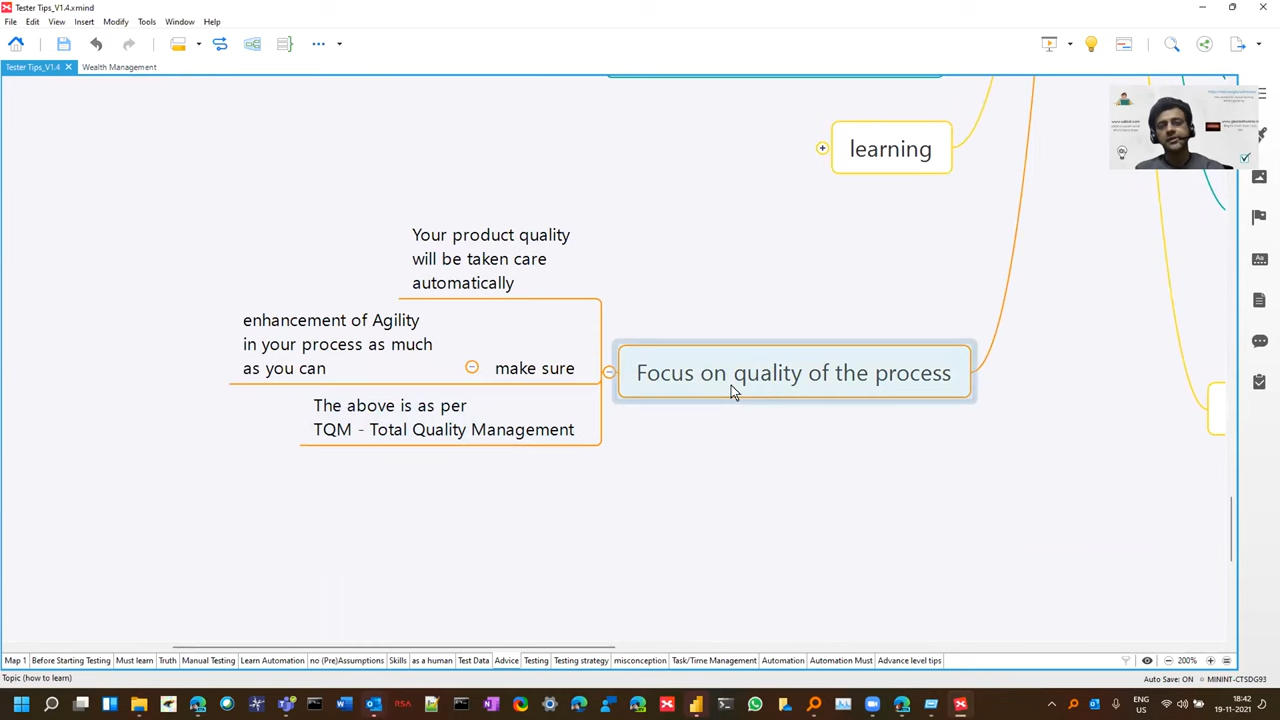 Tester Tips_V1.4.xmind
File Edit View Insert Modify Tools Window Help
Tester Tips_V1.4 Wealth Management
learning
Your product quality
will be taken care
automatically
enhancement of Agility
in your process as much
as you can
make sure
Focus on quality of the process
The above is as per
TQM - Total Quality Management
Map 1 Before Starting Testing Must learn Truth Manual Testing Learn Automation no (Pre)Assumptions Skills as a human Test Data Advice Testing Testing strategy misconception Task/Time Management Automation Automation Must Advance level tips
200%
Topic (how to learn)
Auto Save: ON MININT-CTSDG93
RSA
ENG
US
18:42
19-11-2021